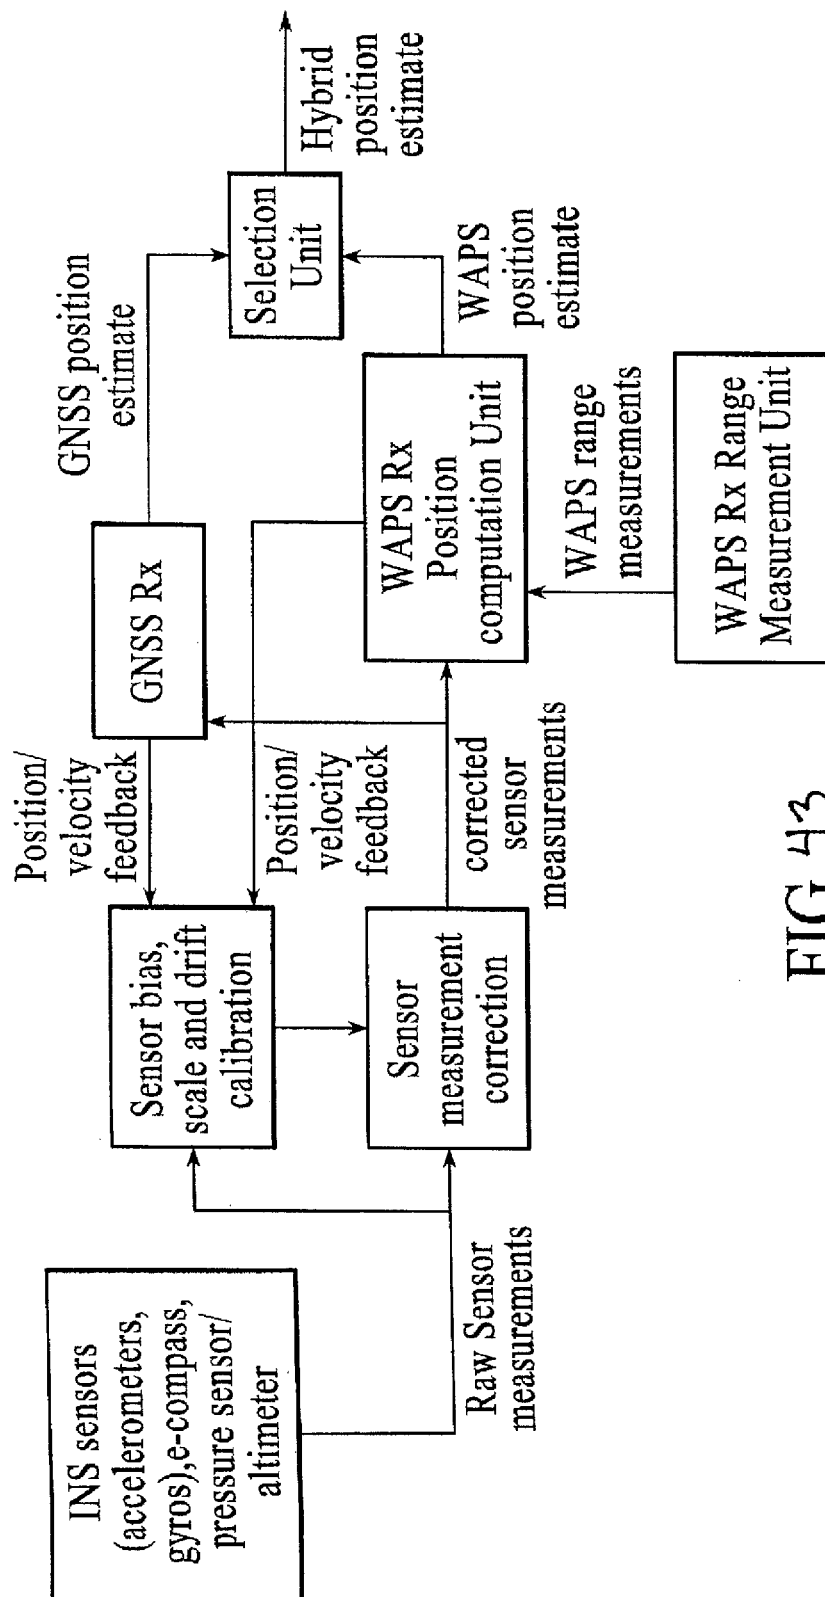 INS sensors
(accelerometers,
gyros),e-compass,
pressure sensor/
altimeter
Raw Sensor
measurements
Sensor bias,
scale and drift
calibration
Sensor
measurement
correction
Position/
velocity
feedback
Position/
velocity
feedback
corrected
sensor
measurements
GNSS Rx
GNSS position
estimate
WAPS Rx
Position
computation Unit
WAPS range
measurements
WAPS Rx Range
Measurement Unit
WAPS
position
estimate
Selection
Unit
Hybrid
position
estimate
FIG 43